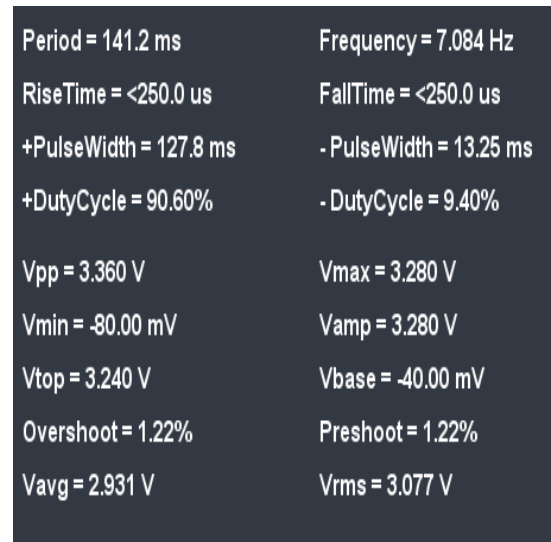 Period = 141.2 ms Frequency = 7.084 Hz
RiseTime = <250.0 us FallTime = <250.0 us
+PulseWidth = 127.8 ms - PulseWidth = 13.25 ms
+DutyCycle = 90.60% - DutyCycle = 9.40%
Vpp = 3.360 V Vmax = 3.280 V
Vmin = -80.00 mV Vamp = 3.280 V
Vtop = 3.240 V Vbase = -40.00 mV
Overshoot = 1.22% Preshoot = 1.22%
Vavg = 2.931 V Vrms = 3.077 V